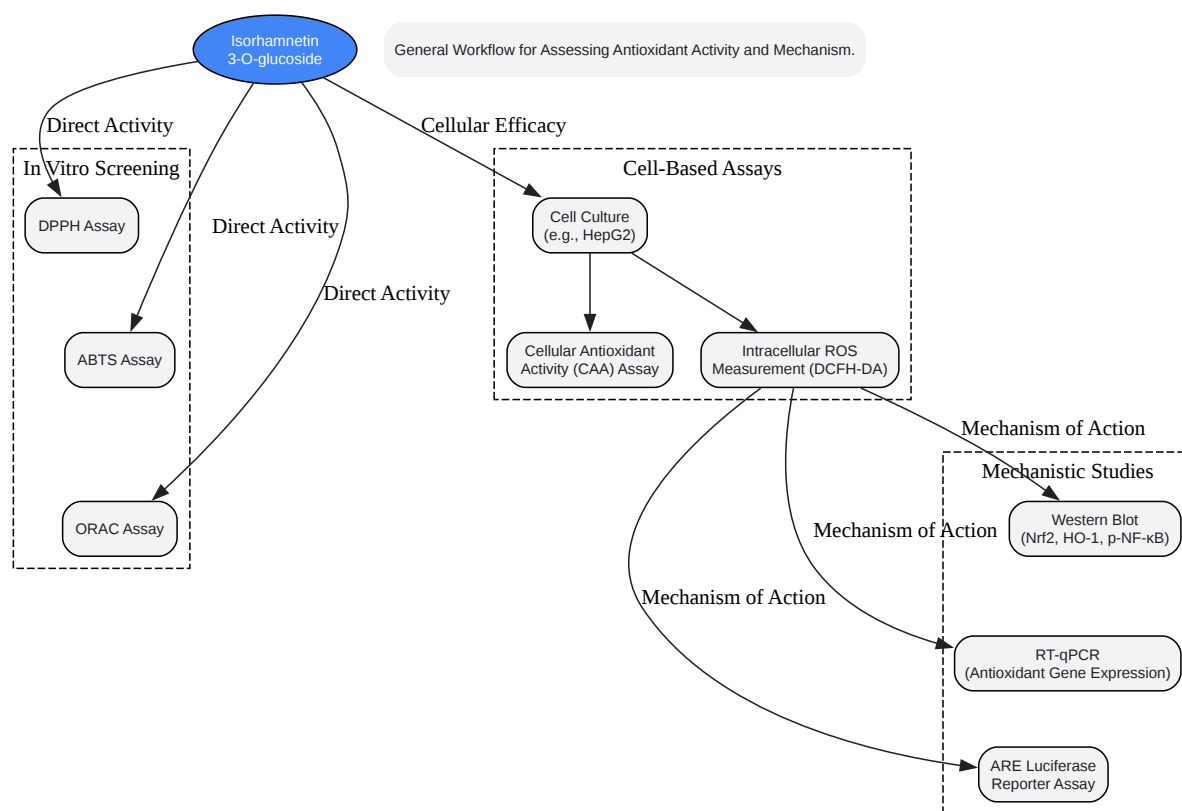 Isorhamnetin
3-O-glucoside
General Workflow for Assessing Antioxidant Activity and Mechanism.
Direct Activity
Cellular Efficacy
In Vitro Screening
Cell-Based Assays
DPPH Assay
Direct Activity
Cell Culture
(e.g., HepG2)
Direct Activity
ABTS Assay
Cellular Antioxidant
Activity (CAA) Assay
Intracellular ROS
Measurement (DCFH-DA)
Mechanism of Action
Mechanistic Studies
ORAC Assay
Mechanism of Action
Western Blot
(Nrf2, HO-1, p-NF-κB)
Mechanism of Action
RT-qPCR
(Antioxidant Gene Expression)
ARE Luciferase
Reporter Assay